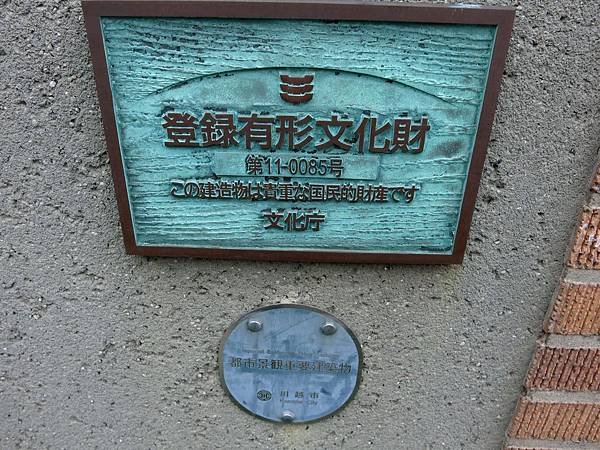 登録有形文化財
第11-0085号
この建造物は貴重な国民的財産です
文化庁
都市景観重要建築物
川越市
Kawagoe City